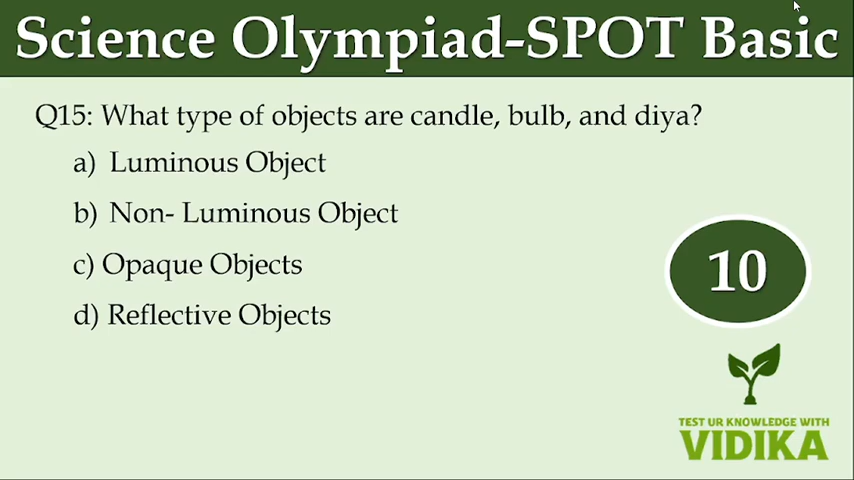 Science Olympiad-SPOT Basic
Q15: What type of objects are candle, bulb, and diya?
a) Luminous Object
b) Non- Luminous Object
c) Opaque Objects
d) Reflective Objects
10
TEST UR KNOWLEDGE WITH
VIDIKA